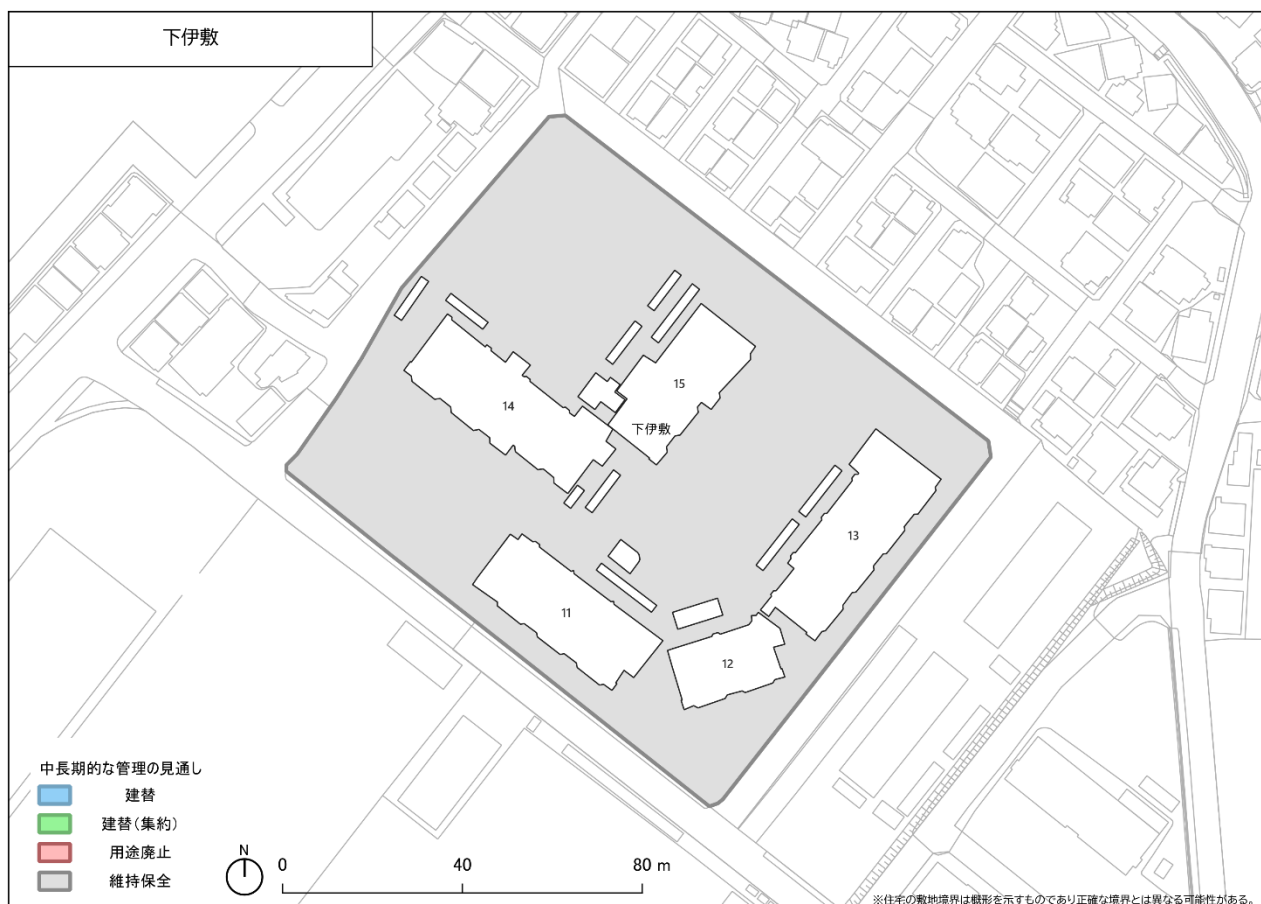 下伊敷
15
14
下伊敷
13
11
12
中長期的な管理の見通し
建替
建替(集約)
用途廃止
維持保全
N
0 40 80 m
※住宅の敷地境界は概形を示すものであり正確な境界とは異なる可能性がある。